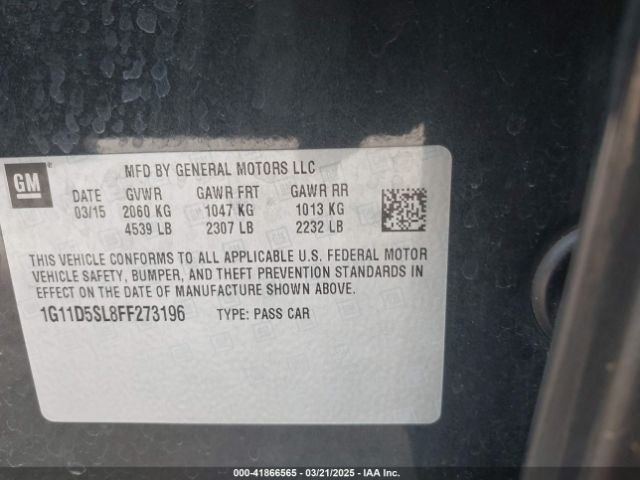 GM ® MFD BY GENERAL MOTORS LLC
DATE GVWR GAWR FRT GAWR RR
03/15 2060 KG 1047 KG 1013 KG
4539 LB 2307 LB 2232 LB
THIS VEHICLE CONFORMS TO ALL APPLICABLE U.S. FEDERAL MOTOR
VEHICLE SAFETY, BUMPER, AND THEFT PREVENTION STANDARDS IN
EFFECT ON THE DATE OF MANUFACTURE SHOWN ABOVE.
1G11D5SL8FF273196 TYPE: PASS CAR
000-41866565 | 03/21/2025 | IAA Inc.